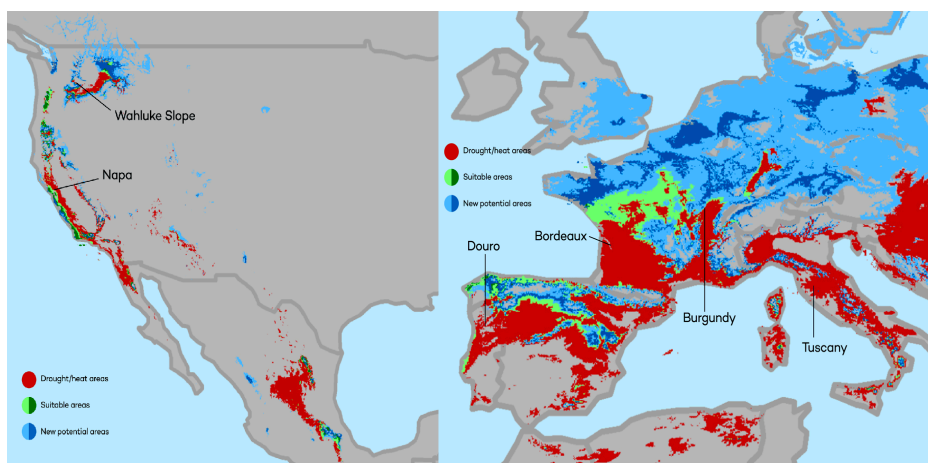 Wahluke Slope
Napa
Drought/heat areas
Suitable areas
New potential areas
Drought/heat areas
Suitable areas
New potential areas
Bordeaux
Douro
Burgundy
Tuscany